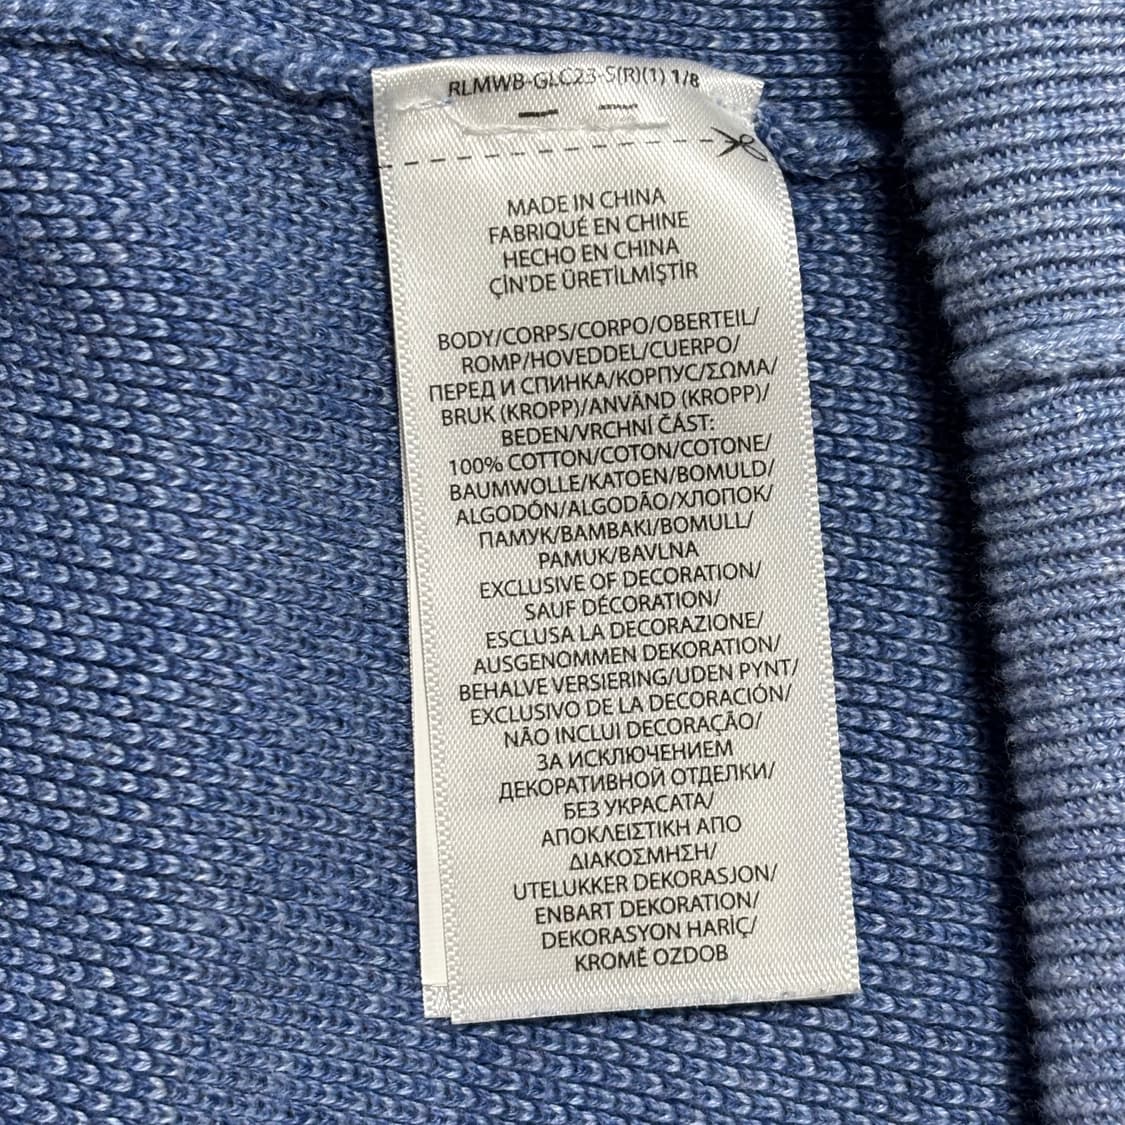 RLMWB-GLC23-S(R)(1) 1/8
MADE IN CHINA
FABRIQUÉ EN CHINE
HECHO EN CHINA
ÇİN'DE ÜRETİLMİŞTİR
BODY/CORPS/CORPO/OBERTEIL/
ROMP/HOVEDDEL/CUERPO/
ПЕРЕД И СПИНКА/КОРПУС/ΣΩΜΑ/
BRUK (KROPP)/ANVÄND (KROPP)/
BEDEN/VRCHNÍ ČÁST:
100% COTTON/COTON/COTONE/
BAUMWOLLE/KATOEN/BOMULD/
ALGODÓN/ALGODÃO/ХЛОПОК/
ПАМУК/ΒΑΜΒΑΚΙ/BOMULL/
PAMUK/BAVLNA
EXCLUSIVE OF DECORATION/
SAUF DÉCORATION/
ESCLUSA LA DECORAZIONE/
AUSGENOMMEN DEKORATION/
BEHALVE VERSIERING/UDEN PYNT/
EXCLUSIVO DE LA DECORACIÓN/
NÃO INCLUI DECORAÇÃO/
ЗА ИСКЛЮЧЕНИЕМ
ДЕКОРАТИВНОЙ ОТДЕЛКИ/
БЕЗ УКРАСАТА/
ΑΠΟΚΛΕΙΣΤΙΚΗ ΑΠΟ
ΔΙΑΚΟΣΜΗΣΗ/
UTELUKKER DEKORASJON/
ENBART DEKORATION/
DEKORASYON HARİÇ/
KROMĚ OZDOB